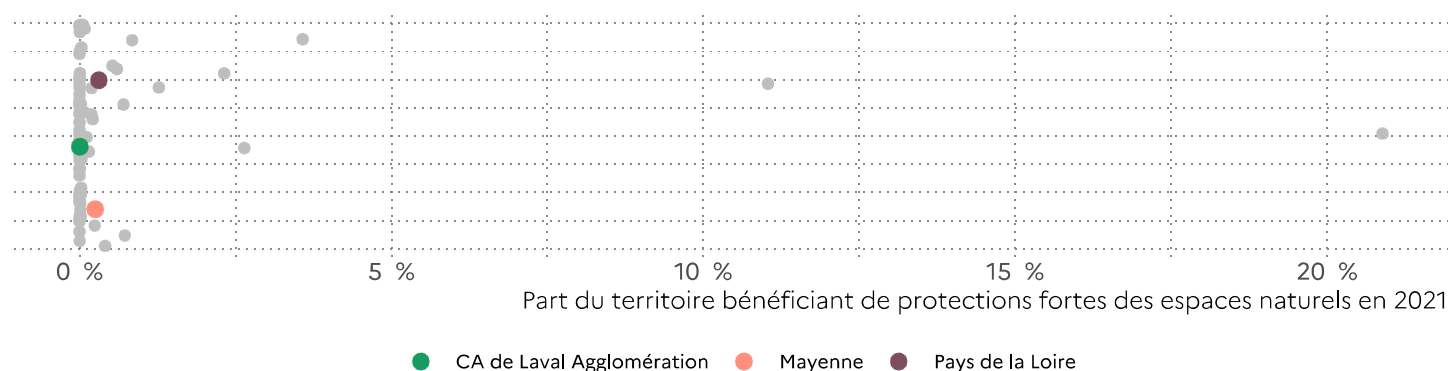 0 % 5 % 10 % 15 % 20 %
Part du territoire bénéficiant de protections fortes des espaces naturels en 2021
CA de Laval Agglomération Mayenne Pays de la Loire